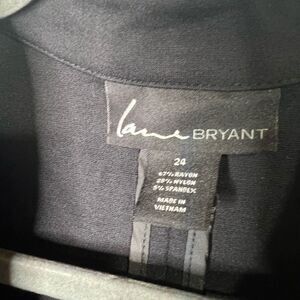 Lane BRYANT
24
67% RAYON
28% NYLON
5% SPANDEX
MADE IN
VIETNAM